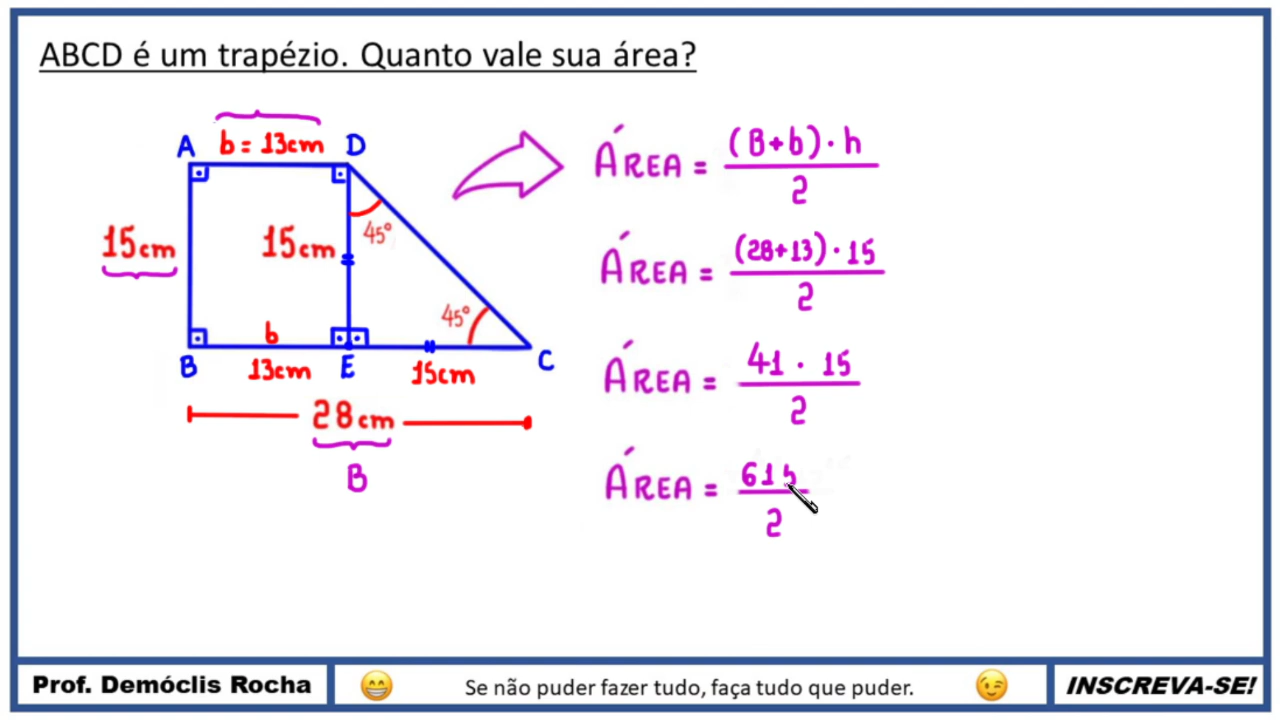 ABCD é um trapézio. Quanto vale sua área?
A b = 13cm D
15cm
15cm
45°
45°
b
B 13cm E 15cm C
28cm
B
ÁREA = (B+b)·h
2
ÁREA = (28+13)·15
2
ÁREA = 41 · 15
2
ÁREA = 615
2
Prof. Demóclis Rocha
Se não puder fazer tudo, faça tudo que puder.
INSCREVA-SE!